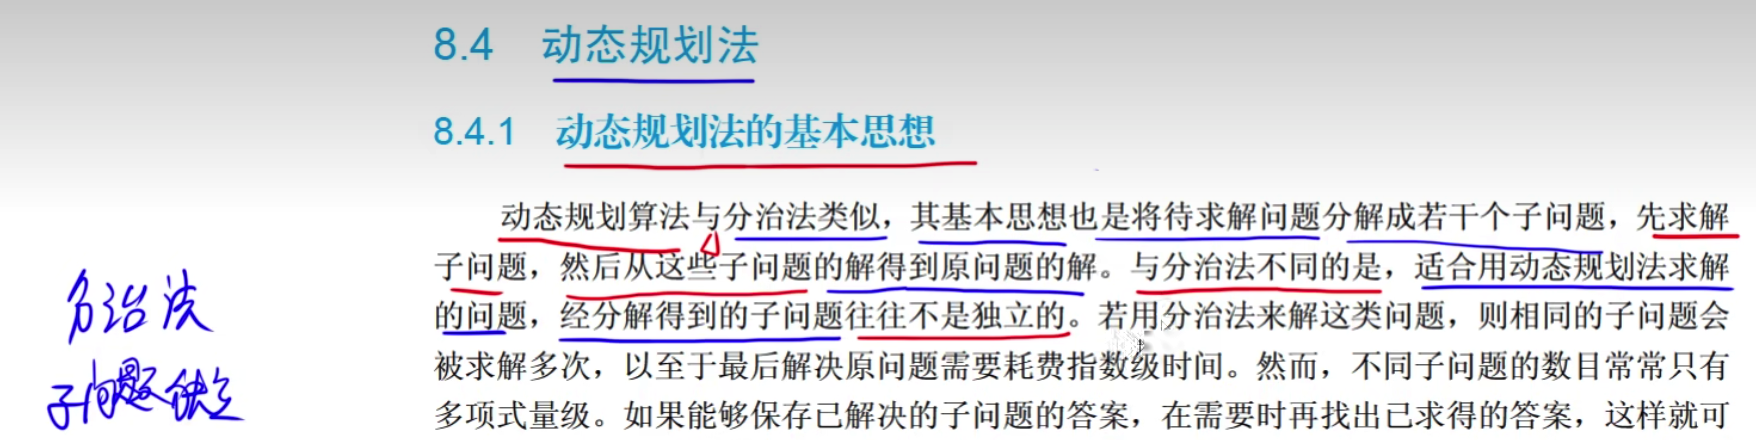 8.4 动态规划法
8.4.1 动态规划法的基本思想
动态规划算法与分治法类似，其基本思想也是将待求解问题分解成若干个子问题，先求解
子问题，然后从这些子问题的解得到原问题的解。与分治法不同的是，适合用动态规划法求解
的问题，经分解得到的子问题往往不是独立的。若用分治法来解这类问题，则相同的子问题会
被求解多次，以至于最后解决原问题需要耗费指数级时间。然而，不同子问题的数目常常只有
多项式量级。如果能够保存已解决的子问题的答案，在需要时再找出已求得的答案，这样就可
分治法
子问题独立